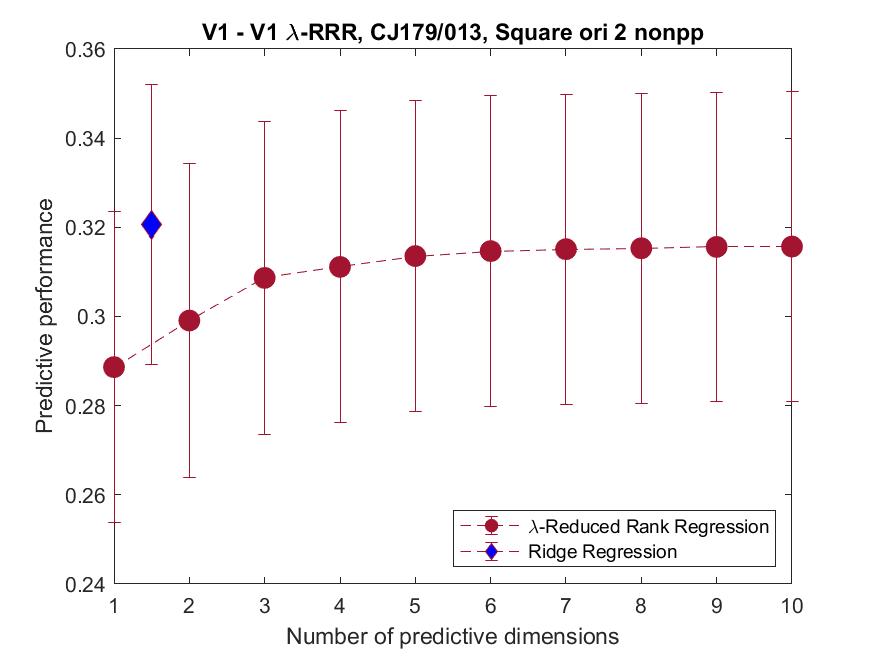 V1 - V1 λ-RRR, CJ179/013, Square ori 2 nonpp
0.36
0.34
0.32
0.3
0.28
0.26
0.24
Predictive performance
1 2 3 4 5 6 7 8 9 10
Number of predictive dimensions
λ-Reduced Rank Regression
Ridge Regression